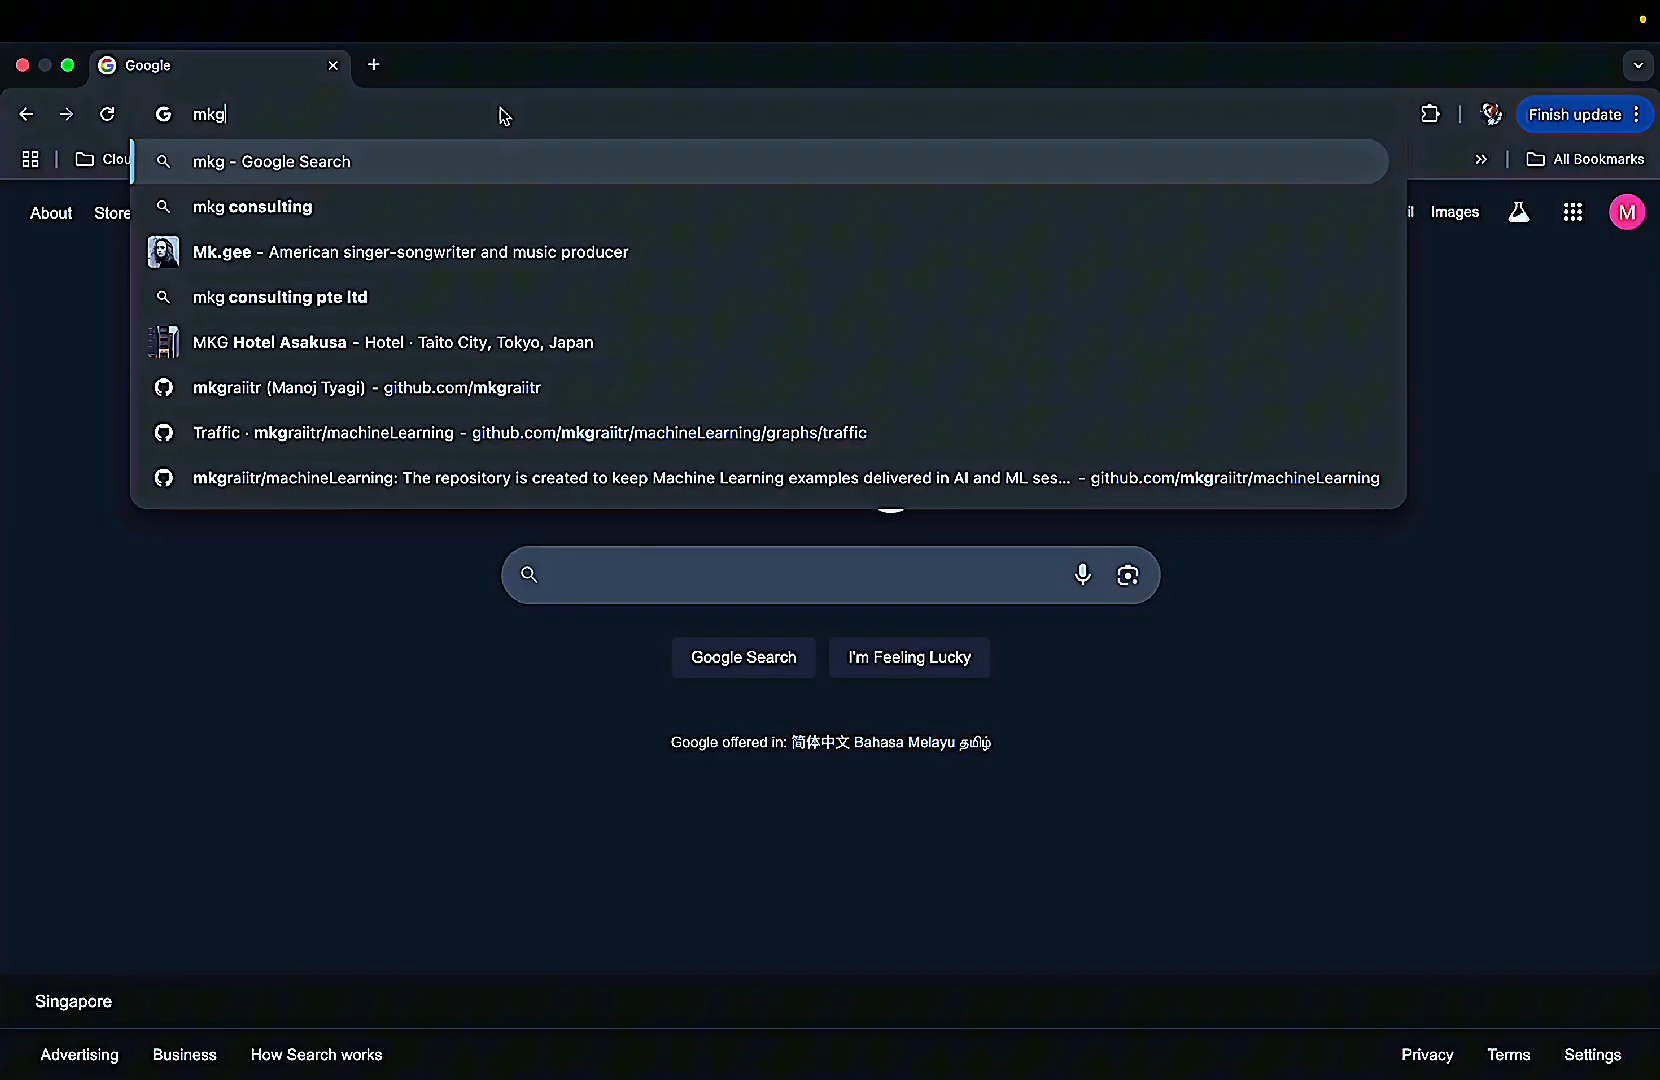 Google
mkg
Finish update
Clou
All Bookmarks
mkg - Google Search
mkg consulting
Mk.gee - American singer-songwriter and music producer
mkg consulting pte ltd
MKG Hotel Asakusa - Hotel · Taito City, Tokyo, Japan
mkgraiitr (Manoj Tyagi) - github.com/mkgraiitr
Traffic · mkgraiitr/machineLearning - github.com/mkgraiitr/machineLearning/graphs/traffic
mkgraiitr/machineLearning: The repository is created to keep Machine Learning examples delivered in AI and ML ses... - github.com/mkgraiitr/machineLearning
About Store
il Images M
Google Search I'm Feeling Lucky
Google offered in: 简体中文 Bahasa Melayu தமிழ்
Singapore
Advertising Business How Search works Privacy Terms Settings